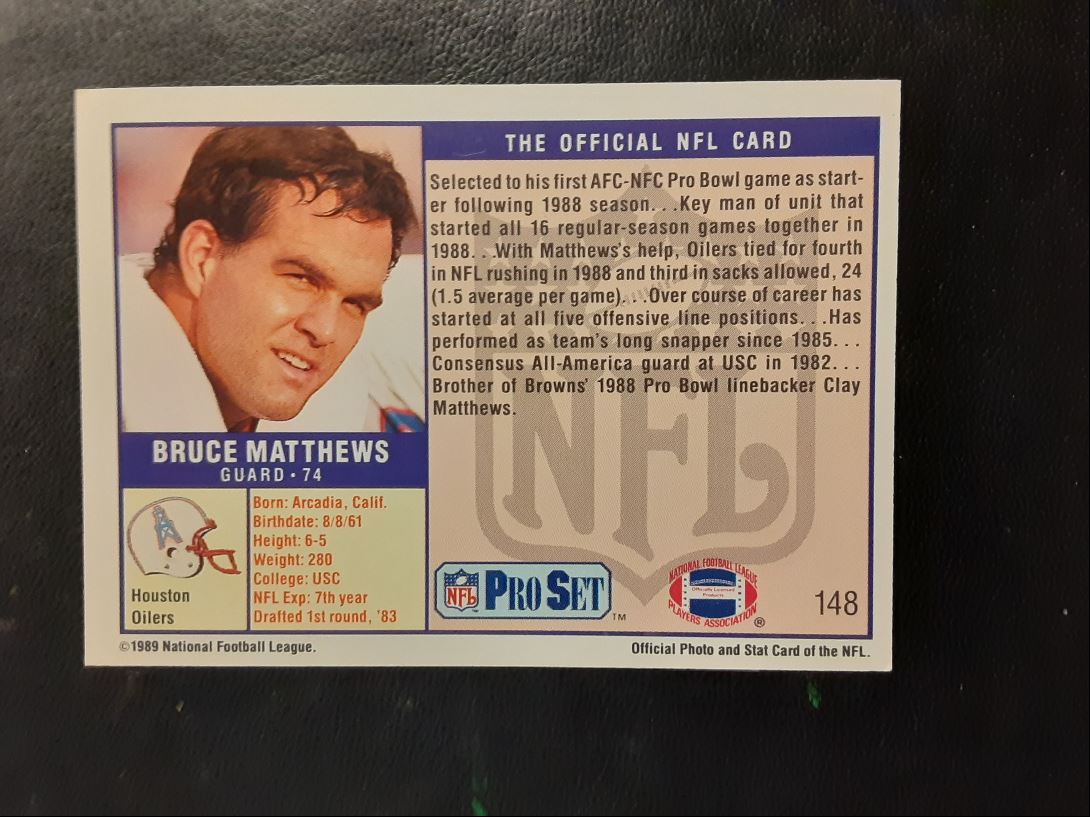 THE OFFICIAL NFL CARD
Selected to his first AFC-NFC Pro Bowl game as start-
er following 1988 season. . .Key man of unit that
started all 16 regular-season games together in
1988. . .With Matthews's help, Oilers tied for fourth
in NFL rushing in 1988 and third in sacks allowed, 24
(1.5 average per game). . .Over course of career has
started at all five offensive line positions. . .Has
performed as team's long snapper since 1985. . .
Consensus All-America guard at USC in 1982. . .
Brother of Browns' 1988 Pro Bowl linebacker Clay
Matthews.
NFL
BRUCE MATTHEWS
GUARD • 74
Houston
Oilers
Born: Arcadia, Calif.
Birthdate: 8/8/61
Height: 6-5
Weight: 280
College: USC
NFL Exp: 7th year
Drafted 1st round, '83
NFL PRO SET TM
NATIONAL FOOTBALL LEAGUE
Officially Licensed
Products
PLAYERS ASSOCIATION ®
148
©1989 National Football League.
Official Photo and Stat Card of the NFL.